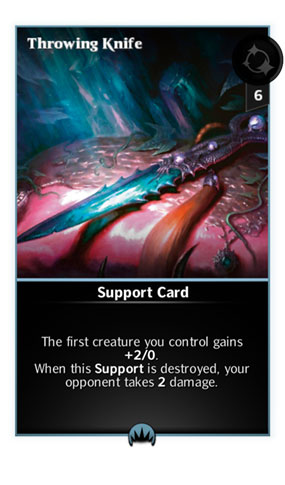 Throwing Knife
6
Support Card
The first creature you control gains
+2/0.
When this Support is destroyed, your
opponent takes 2 damage.